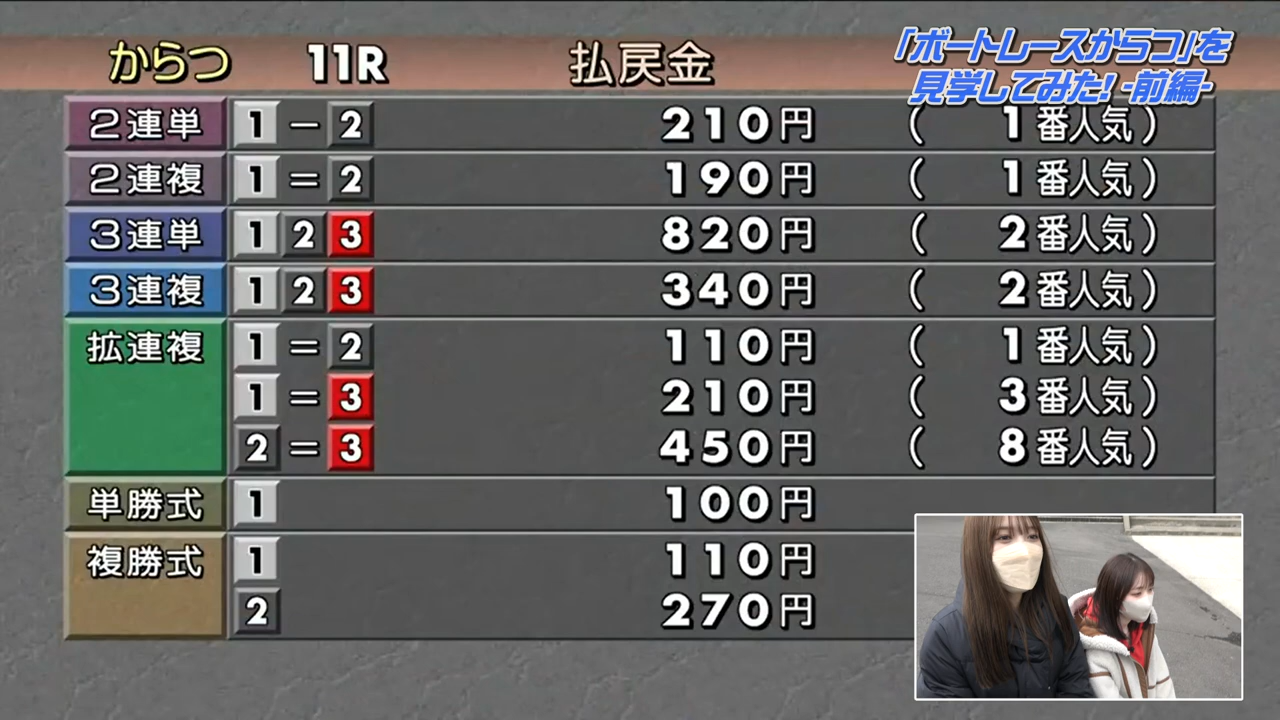 からつ 11R 払戻金
「ボートレースからつ」を
見学してみた! -前編-
2連単 1 - 2 210円 ( 1番人気 )
2連複 1 = 2 190円 ( 1番人気 )
3連単 1 2 3 820円 ( 2番人気 )
3連複 1 2 3 340円 ( 2番人気 )
拡連複 1 = 2 110円 ( 1番人気 )
1 = 3 210円 ( 3番人気 )
2 = 3 450円 ( 8番人気 )
単勝式 1 100円
複勝式 1 110円
2 270円